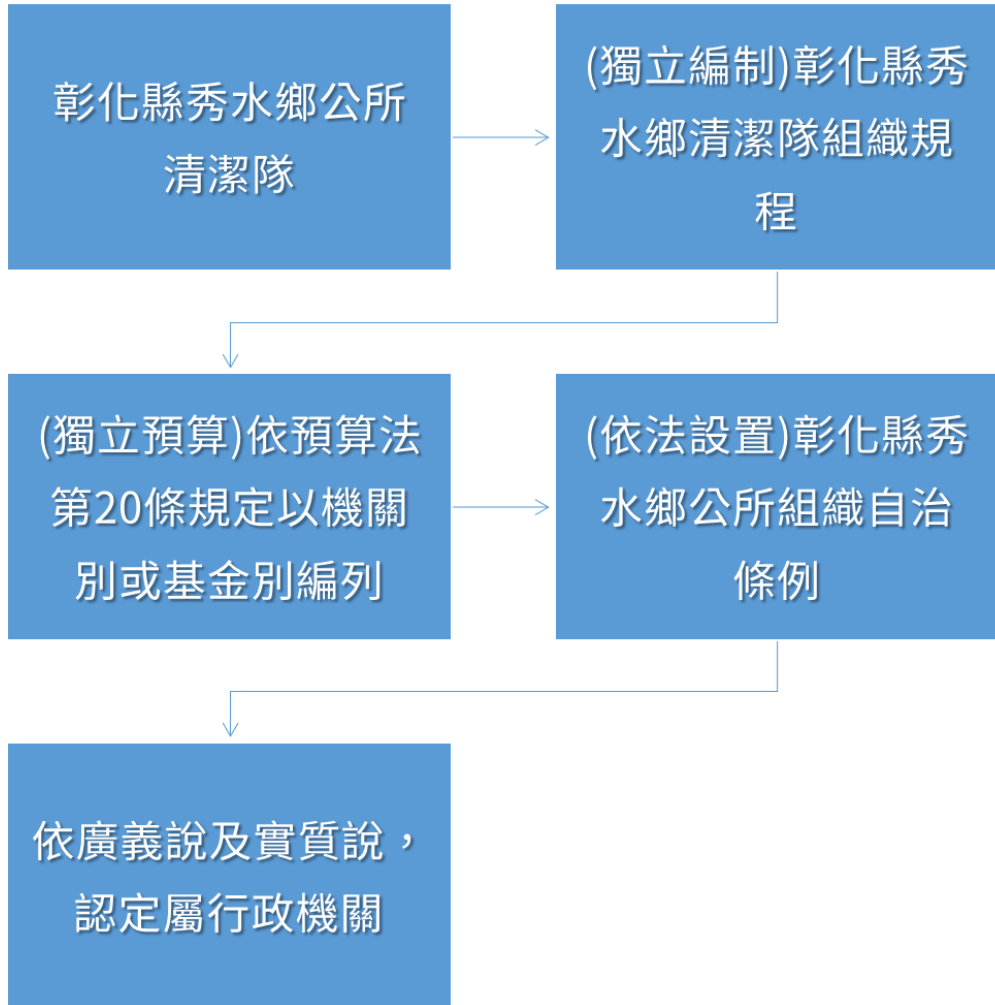 彰化縣秀水鄉公所
清潔隊
(獨立編制)彰化縣秀
水鄉清潔隊組織規
程
(獨立預算)依預算法
第20條規定以機關
別或基金別編列
(依法設置)彰化縣秀
水鄉公所組織自治
條例
依廣義說及實質說，
認定屬行政機關